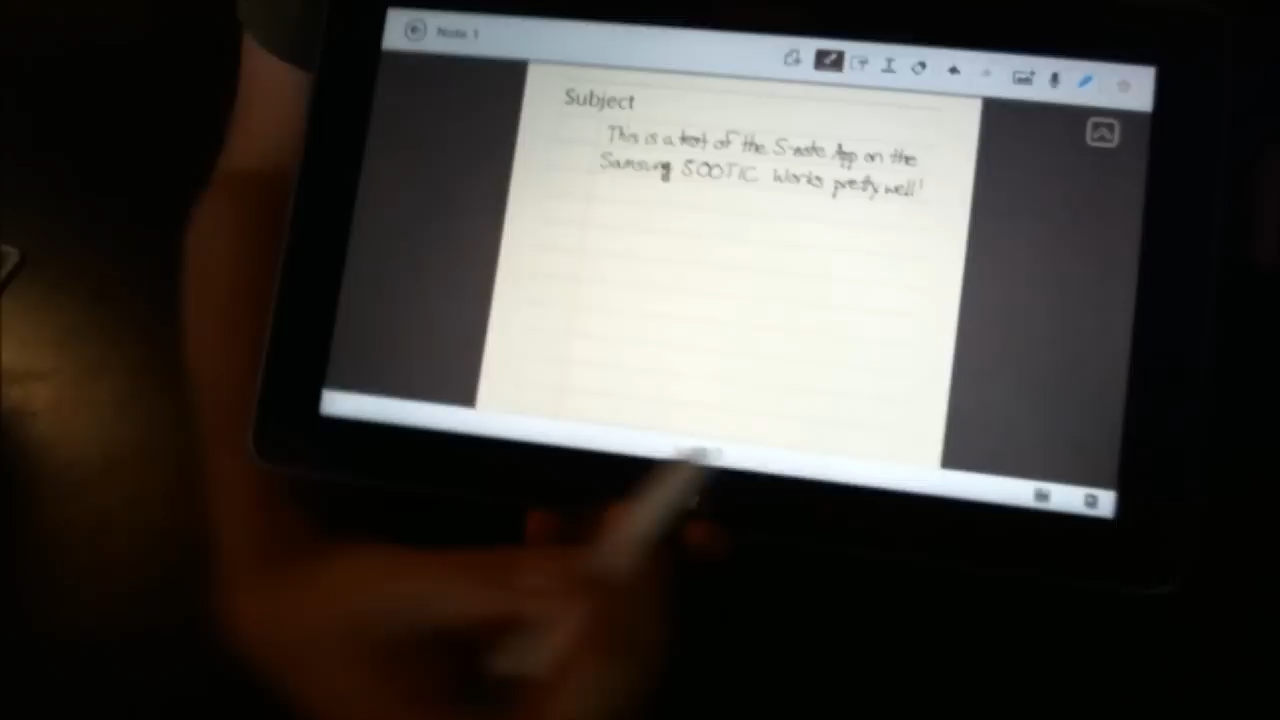 Note 1
Subject
This is a test of the S-note App on the
Samsung 500T1C Works pretty well!